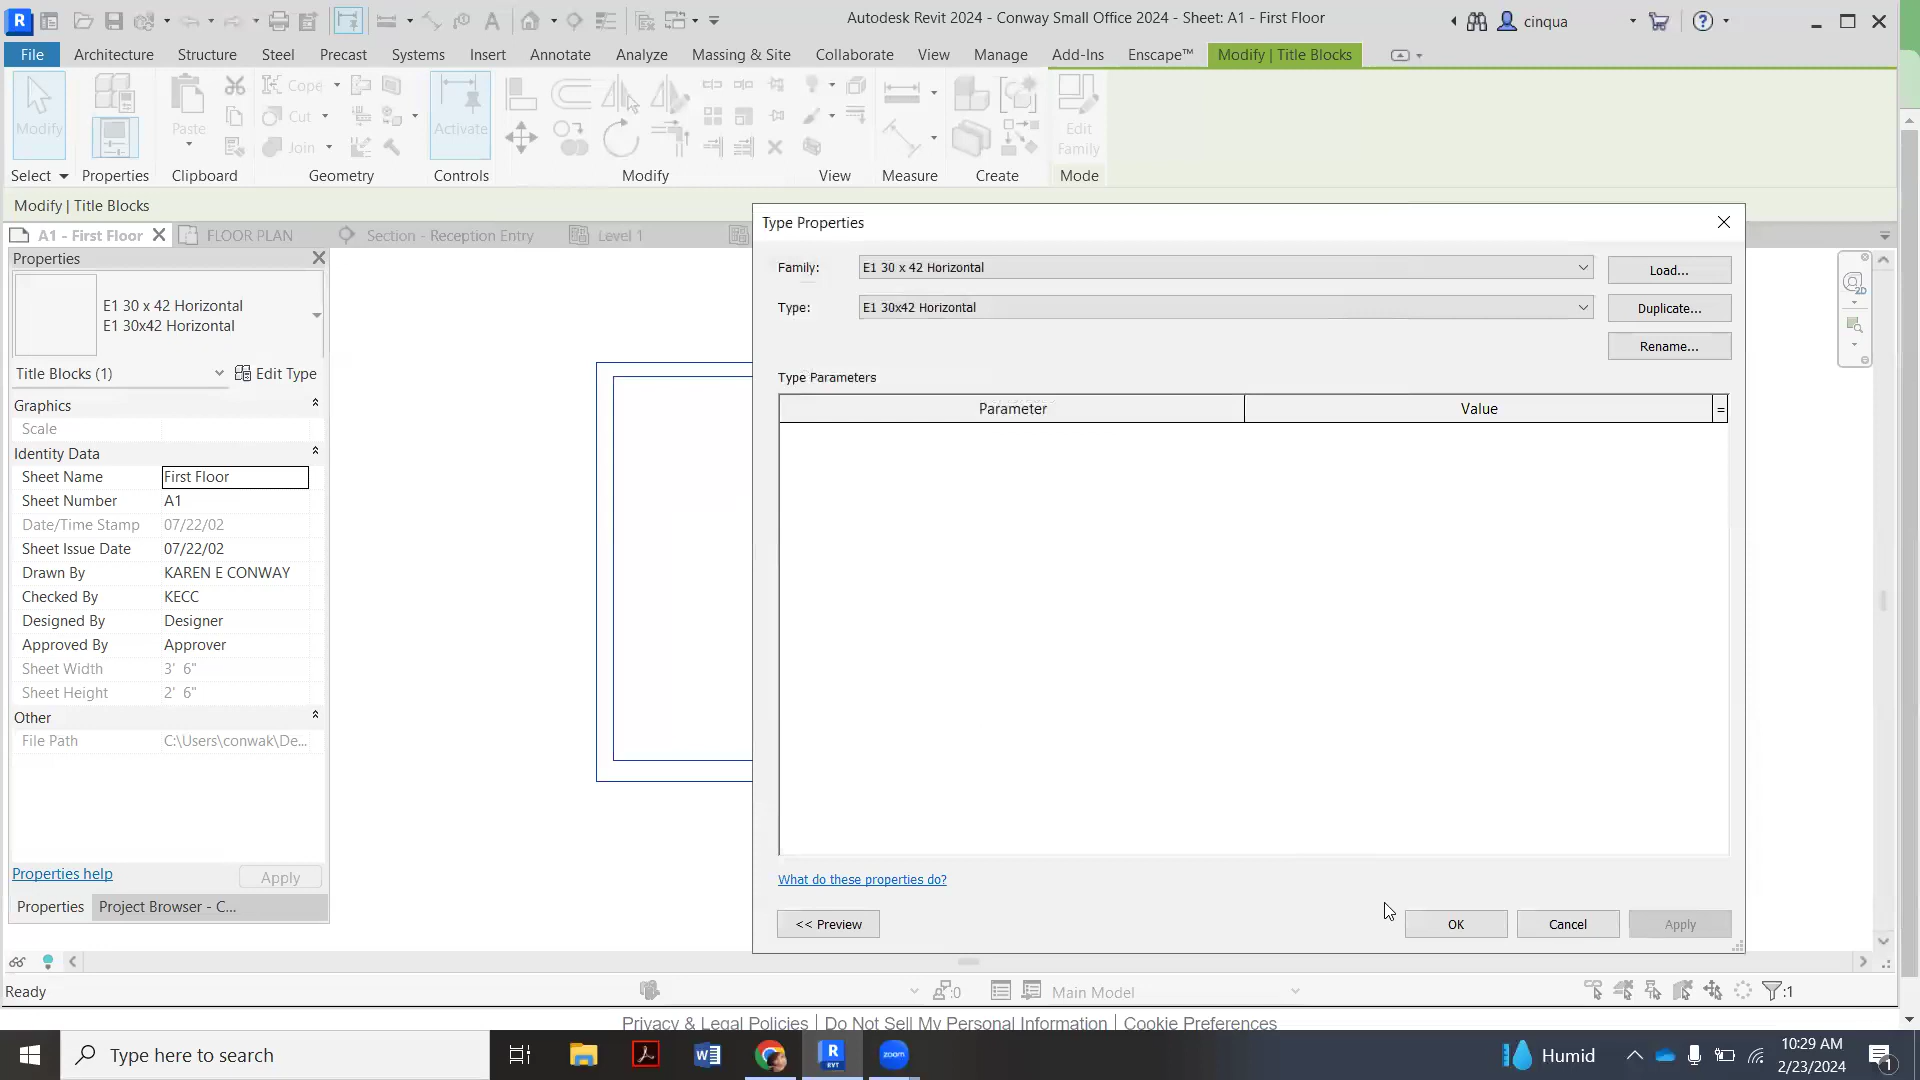 Autodesk Revit 2024 - Conway Small Office 2024 - Sheet: A1 - First Floor
cinqua
File Architecture Structure Steel Precast Systems Insert Annotate Analyze Massing & Site Collaborate View Manage Add-Ins Enscape™ Modify | Title Blocks
Cope
Modify
Paste
Cut
Join
Activate
Edit
Family
Select Properties Clipboard Geometry Controls Modify View Measure Create Mode
Modify | Title Blocks
A1 - First Floor FLOOR PLAN Section - Reception Entry Level 1
Properties
E1 30 x 42 Horizontal
E1 30x42 Horizontal
Title Blocks (1) Edit Type
Graphics
Scale
Identity Data
Sheet Name First Floor
Sheet Number A1
Date/Time Stamp 07/22/02
Sheet Issue Date 07/22/02
Drawn By KAREN E CONWAY
Checked By KECC
Designed By Designer
Approved By Approver
Sheet Width 3' 6"
Sheet Height 2' 6"
Other
File Path C:\Users\conwak\De...
Properties help Apply
Properties Project Browser - C...
Type Properties
Family: E1 30 x 42 Horizontal Load...
Type: E1 30x42 Horizontal Duplicate...
Rename...
Type Parameters
Parameter Value =
What do these properties do?
<< Preview OK Cancel Apply
2D
Ready :0 Main Model :1
Privacy & Legal Policies | Do Not Sell My Personal Information | Cookie Preferences
Type here to search
R
RVT
zoom
Humid
10:29 AM
2/23/2024
1